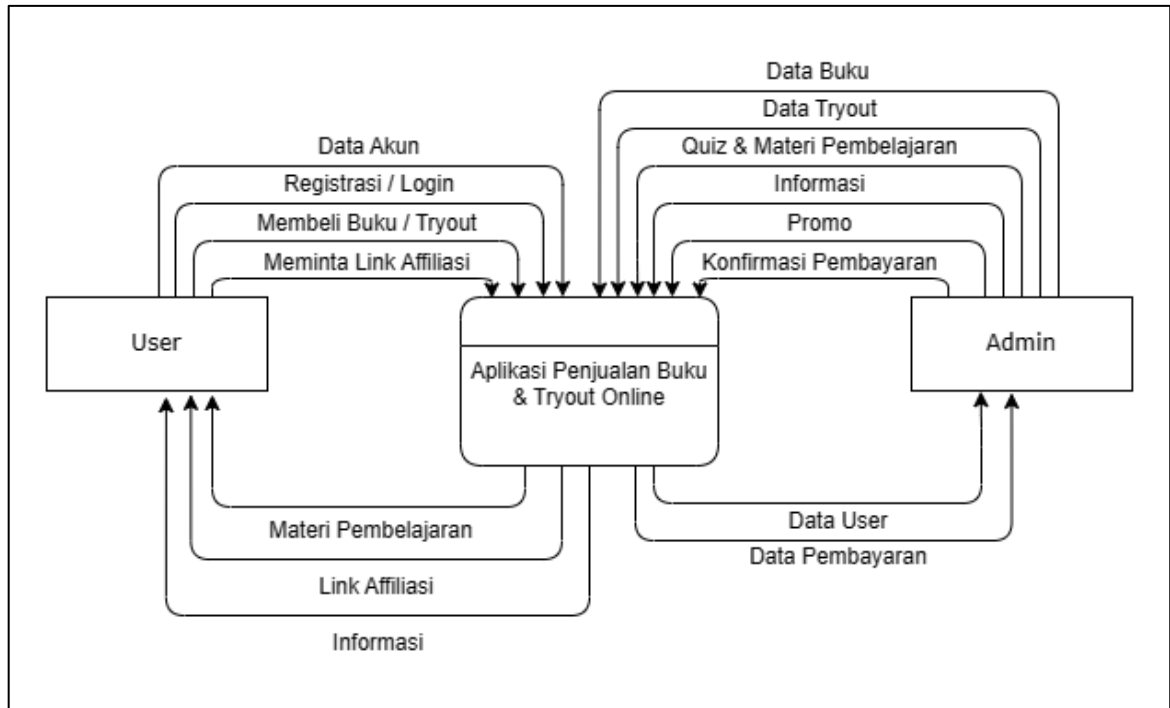 Data Buku
Data Tryout
Data Akun
Quiz & Materi Pembelajaran
Registrasi / Login
Informasi
Membeli Buku / Tryout
Promo
Meminta Link Affiliasi
Konfirmasi Pembayaran
User
Aplikasi Penjualan Buku
& Tryout Online
Admin
Materi Pembelajaran
Data User
Data Pembayaran
Link Affiliasi
Informasi